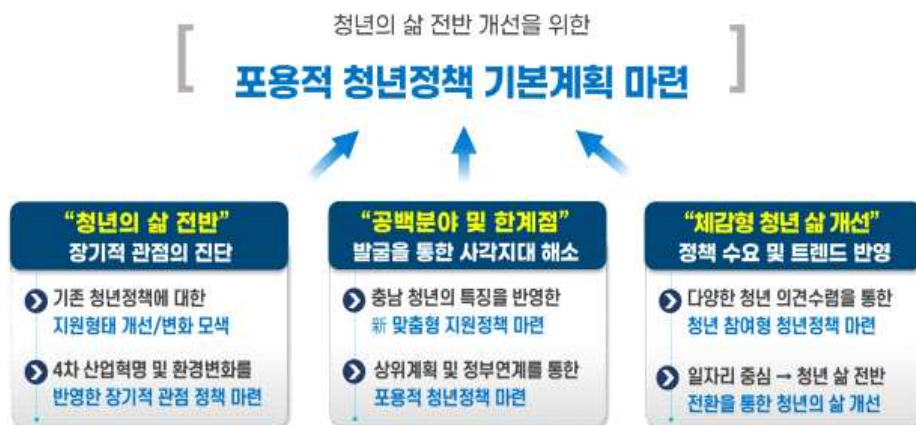 청년의 삶 전반 개선을 위한
포용적 청년정책 기본계획 마련
“청년의 삶 전반”
장기적 관점의 진단
기존 청년정책에 대한
지원형태 개선/변화 모색
4차 산업혁명 및 환경변화를
반영한 장기적 관점 정책 마련
“공백분야 및 한계점”
발굴을 통한 사각지대 해소
충남 청년의 특징을 반영한
新 맞춤형 지원정책 마련
상위계획 및 정부연계를 통한
포용적 청년정책 마련
“체감형 청년 삶 개선”
정책 수요 및 트렌드 반영
다양한 청년 의견수렴을 통한
청년 참여형 청년정책 마련
일자리 중심 → 청년 삶 전반
전환을 통한 청년의 삶 개선